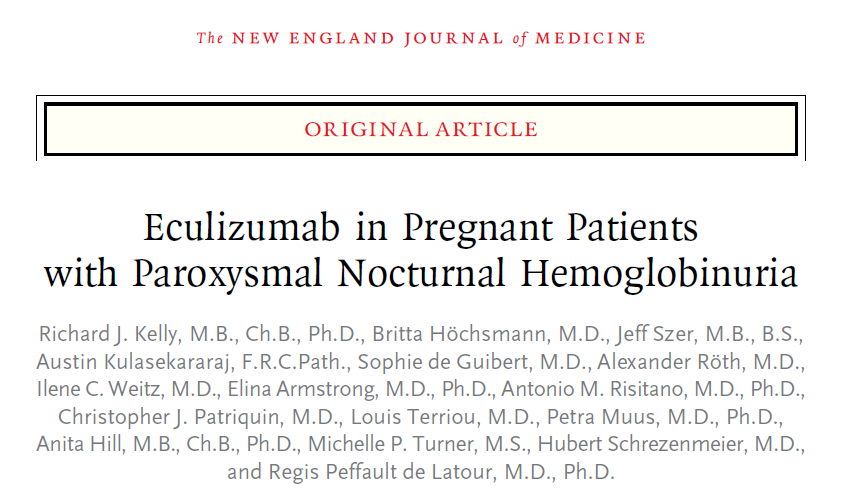 The NEW ENGLAND JOURNAL of MEDICINE
ORIGINAL ARTICLE
Eculizumab in Pregnant Patients
with Paroxysmal Nocturnal Hemoglobinuria
Richard J. Kelly, M.B., Ch.B., Ph.D., Britta Höchsmann, M.D., Jeff Szer, M.B., B.S.,
Austin Kulasekararaj, F.R.C.Path., Sophie de Guibert, M.D., Alexander Röth, M.D.,
Ilene C. Weitz, M.D., Elina Armstrong, M.D., Ph.D., Antonio M. Risitano, M.D., Ph.D.,
Christopher J. Patriquin, M.D., Louis Terriou, M.D., Petra Muus, M.D., Ph.D.,
Anita Hill, M.B., Ch.B., Ph.D., Michelle P. Turner, M.S., Hubert Schrezenmeier, M.D.,
and Regis Peffault de Latour, M.D., Ph.D.